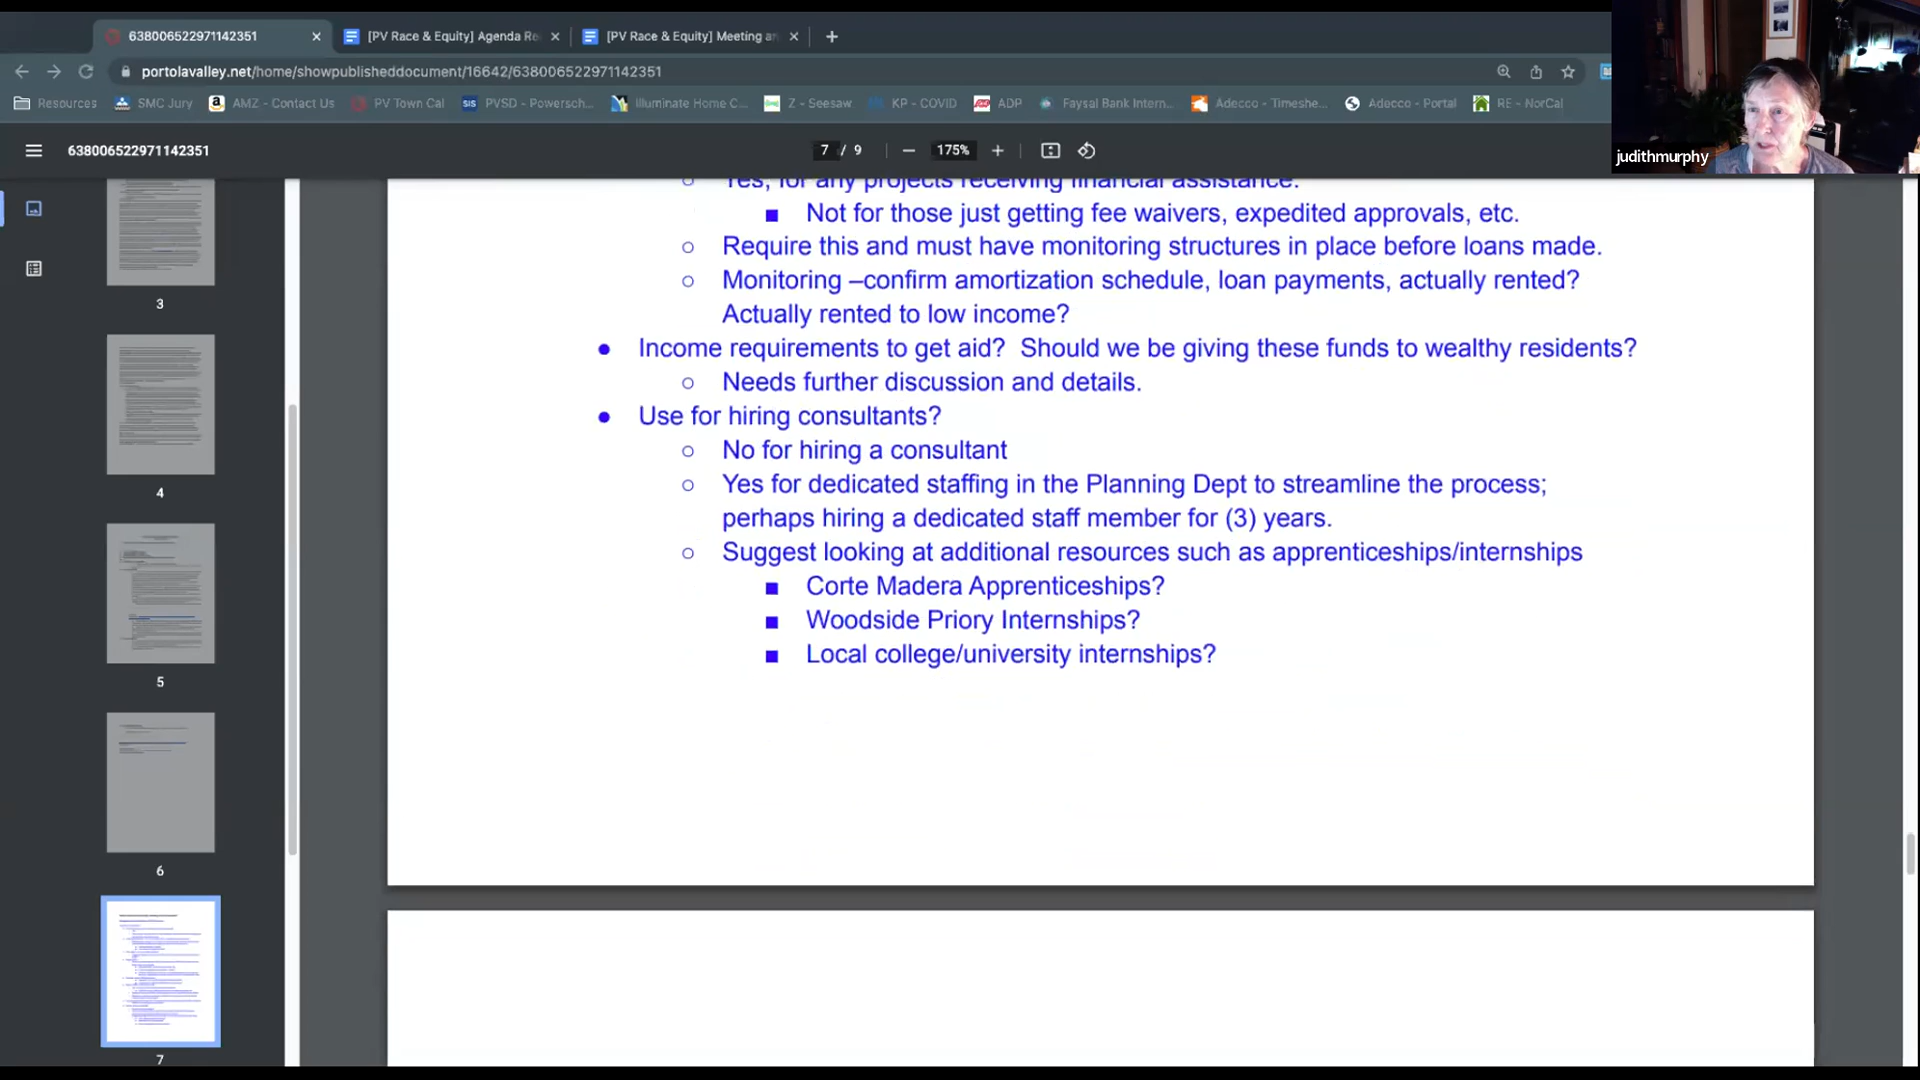 638006522971142351
[PV Race & Equity] Agenda Re
[PV Race & Equity] Meeting an
portolavalley.net/home/showpublisheddocument/16642/638006522971142351
Resources
SMC Jury
AMZ - Contact Us
PV Town Cal
PVSD - Powersch...
Illuminate Home C...
Z - Seesaw
KP - COVID
ADP
Faysal Bank Intern...
Adecco - Timeshe...
Adecco - Portal
RE - NorCal
judithmurphy
638006522971142351
7 / 9
175%
Yes, for any projects receiving financial assistance.
Not for those just getting fee waivers, expedited approvals, etc.
Require this and must have monitoring structures in place before loans made.
Monitoring –confirm amortization schedule, loan payments, actually rented?
Actually rented to low income?
Income requirements to get aid? Should we be giving these funds to wealthy residents?
Needs further discussion and details.
Use for hiring consultants?
No for hiring a consultant
Yes for dedicated staffing in the Planning Dept to streamline the process;
perhaps hiring a dedicated staff member for (3) years.
Suggest looking at additional resources such as apprenticeships/internships
Corte Madera Apprenticeships?
Woodside Priory Internships?
Local college/university internships?
3
4
5
6
7